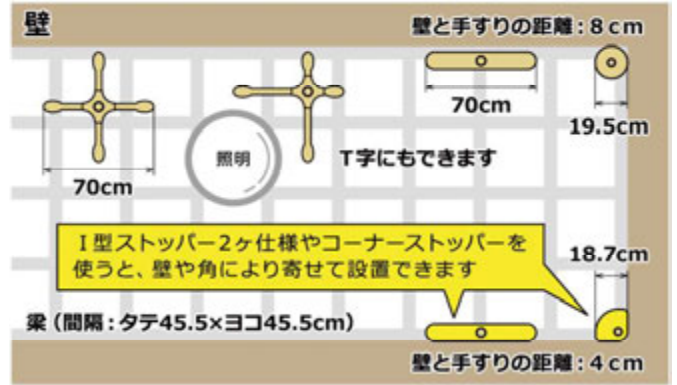 壁
壁と手すりの距離:8cm
70cm
19.5cm
照明
T字にもできます
70cm
I型ストッパー2ヶ仕様やコーナーストッパーを
使うと、壁や角により寄せて設置できます
18.7cm
梁(間隔:タテ45.5×ヨコ45.5cm)
壁と手すりの距離:4cm